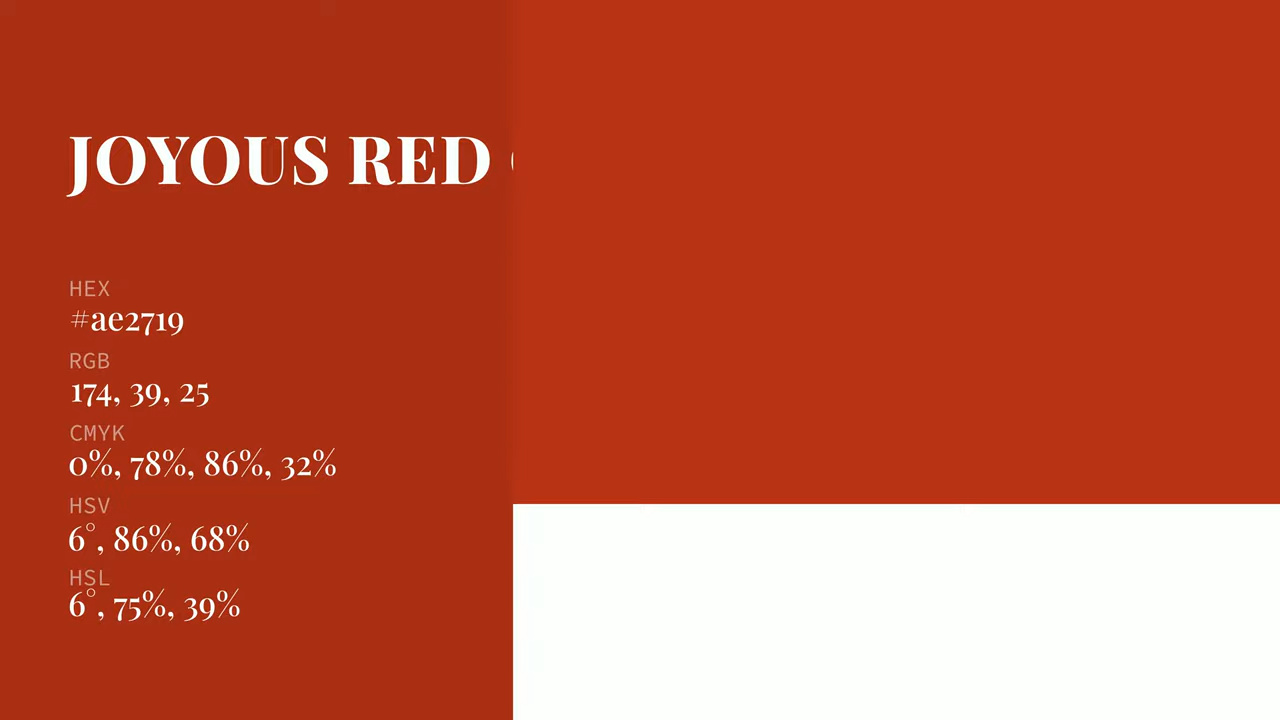 JOYOUS RED
HEX
#ae2719
RGB
174, 39, 25
CMYK
0%, 78%, 86%, 32%
HSV
6°, 86%, 68%
HSL
6°, 75%, 39%